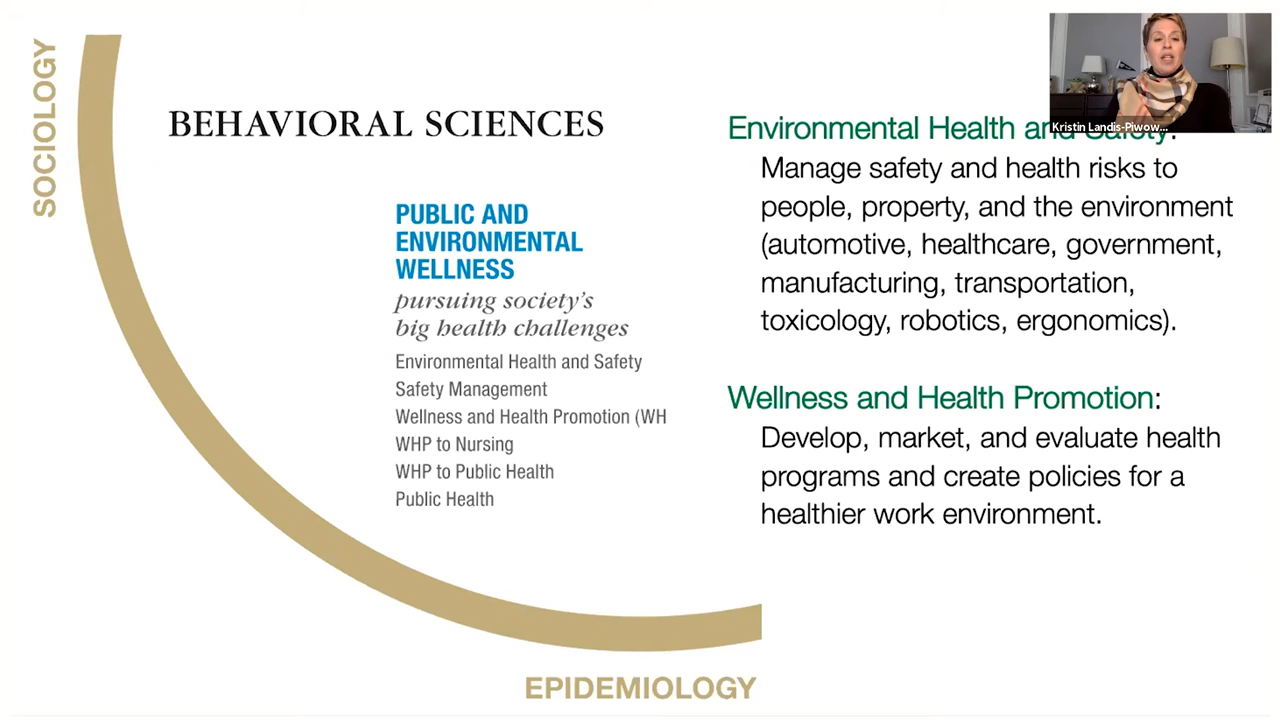 SOCIOLOGY
BEHAVIORAL SCIENCES
PUBLIC AND
ENVIRONMENTAL
WELLNESS
pursuing society's
big health challenges
Environmental Health and Safety
Safety Management
Wellness and Health Promotion (WH
WHP to Nursing
WHP to Public Health
Public Health
EPIDEMIOLOGY
Environmental Health and Safety:
Manage safety and health risks to
people, property, and the environment
(automotive, healthcare, government,
manufacturing, transportation,
toxicology, robotics, ergonomics).
Wellness and Health Promotion:
Develop, market, and evaluate health
programs and create policies for a
healthier work environment.
Kristin Landis-Piwow...